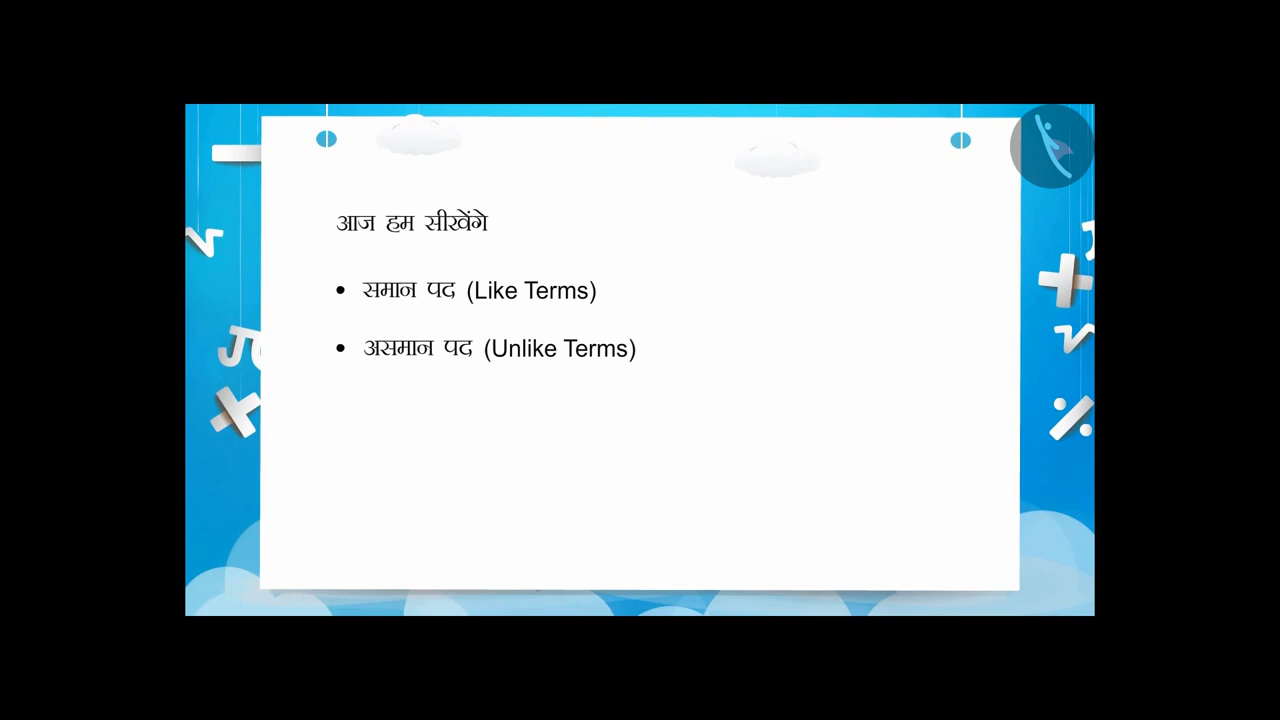 आज हम सीखेंगे
• समान पद (Like Terms)
• असमान पद (Unlike Terms)